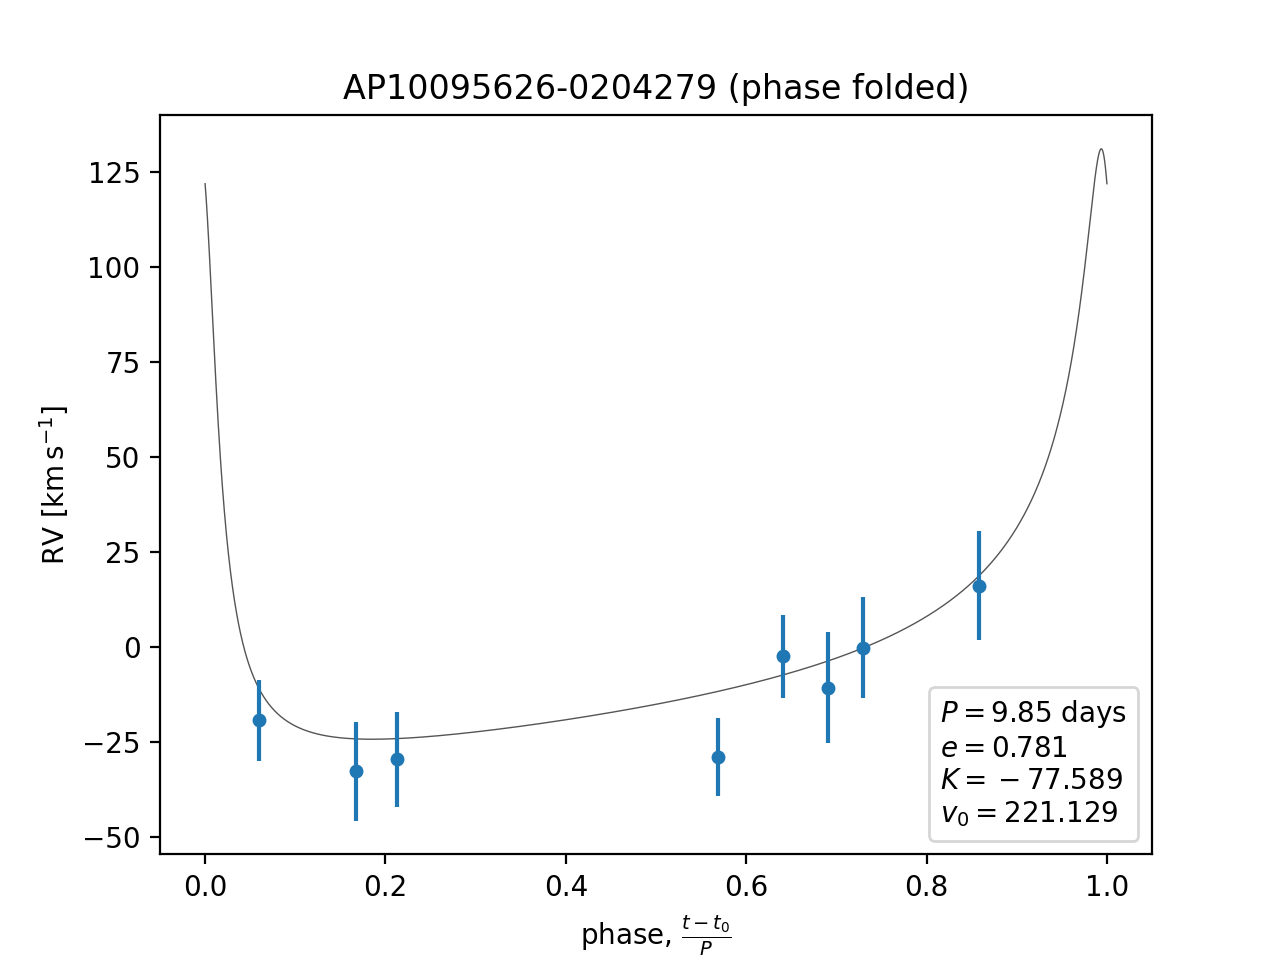 AP10095626-0204279 (phase folded)
RV [km s⁻¹]
125
100
75
50
25
0
−25
−50
P = 9.85 days
e = 0.781
K = −77.589
v₀ = 221.129
0.0 0.2 0.4 0.6 0.8 1.0
phase, (t − t₀)/P